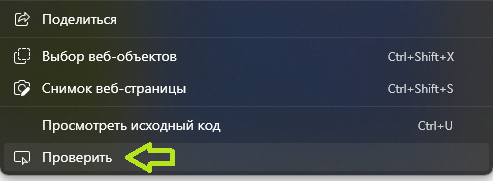 Поделиться
Выбор веб-объектов Ctrl+Shift+X
Снимок веб-страницы Ctrl+Shift+S
Просмотреть исходный код Ctrl+U
Проверить